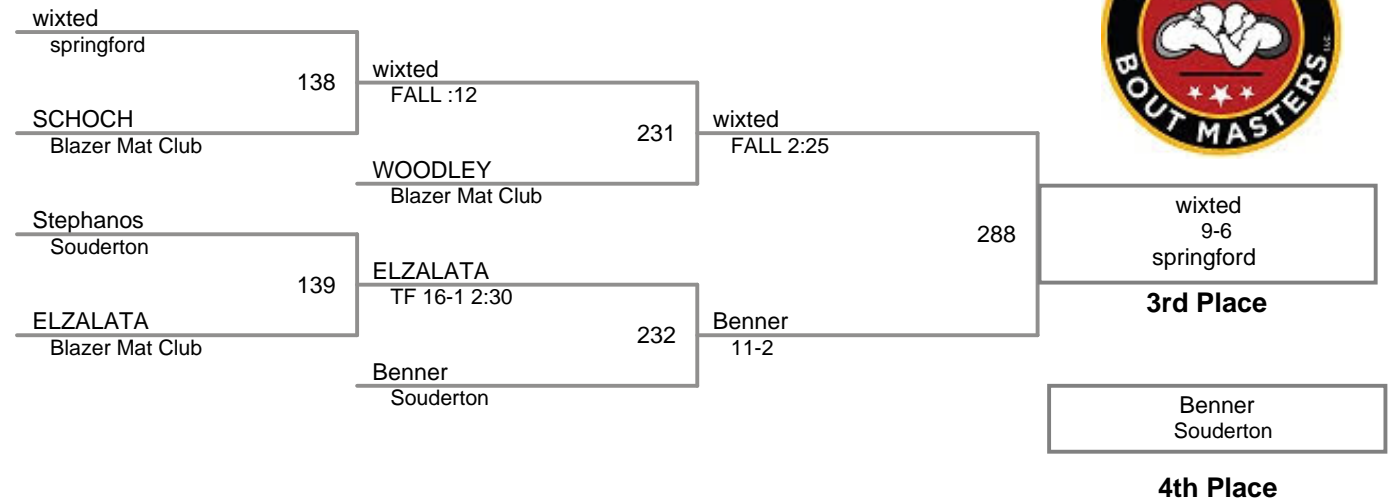 wixted
springford
138
SCHOCH
Blazer Mat Club
Stephanos
Souderton
139
ELZALATA
Blazer Mat Club
wixted
FALL :12
231
WOODLEY
Blazer Mat Club
ELZALATA
TF 16-1 2:30
232
Benner
Souderton
wixted
FALL 2:25
288
Benner
11-2
BOUT MASTERS LLC.
wixted
9-6
springford
3rd Place
Benner
Souderton
4th Place